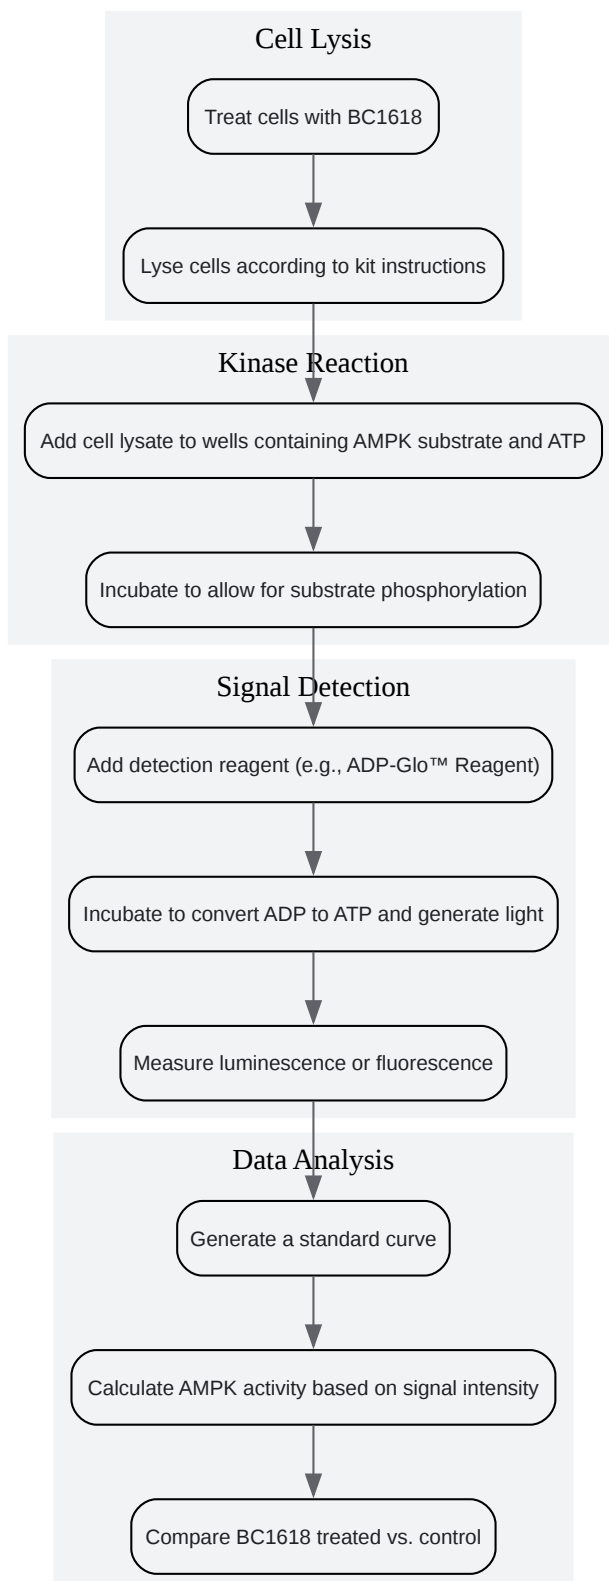 Cell Lysis
Treat cells with BC1618
Lyse cells according to kit instructions
Kinase Reaction
Add cell lysate to wells containing AMPK substrate and ATP
Incubate to allow for substrate phosphorylation
Signal Detection
Add detection reagent (e.g., ADP-Glo™ Reagent)
Incubate to convert ADP to ATP and generate light
Measure luminescence or fluorescence
Data Analysis
Generate a standard curve
Calculate AMPK activity based on signal intensity
Compare BC1618 treated vs. control